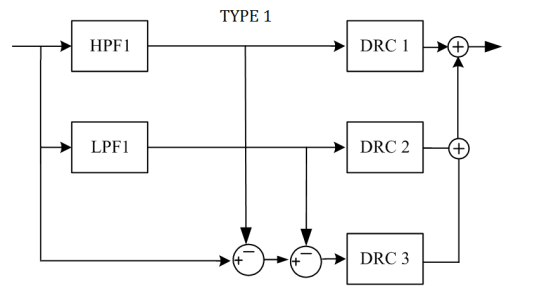 TYPE 1
HPF1
DRC 1
+
LPF1
DRC 2
+
−
−
+
+
DRC 3